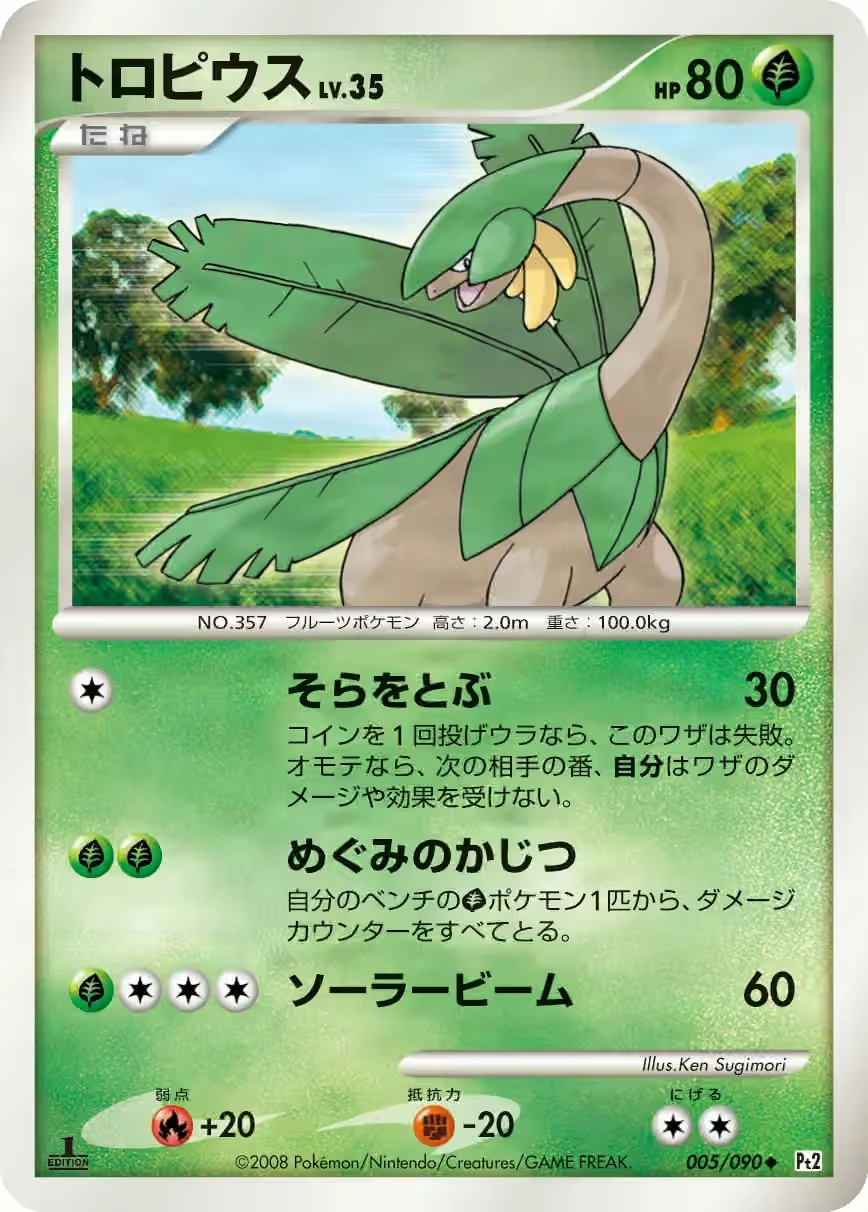 トロピウス LV.35 HP 80
たね
NO.357 フルーツポケモン 高さ：2.0m 重さ：100.0kg
そらをとぶ 30
コインを1回投げウラなら、このワザは失敗。
オモテなら、次の相手の番、自分はワザのダ
メージや効果を受けない。
めぐみのかじつ
自分のベンチのポケモン1匹から、ダメージ
カウンターをすべてとる。
ソーラービーム 60
Illus.Ken Sugimori
弱点 抵抗力 にげる
+20 -20
1
EDITION
©2008 Pokémon/Nintendo/Creatures/GAME FREAK.
005/090◆ Pt2